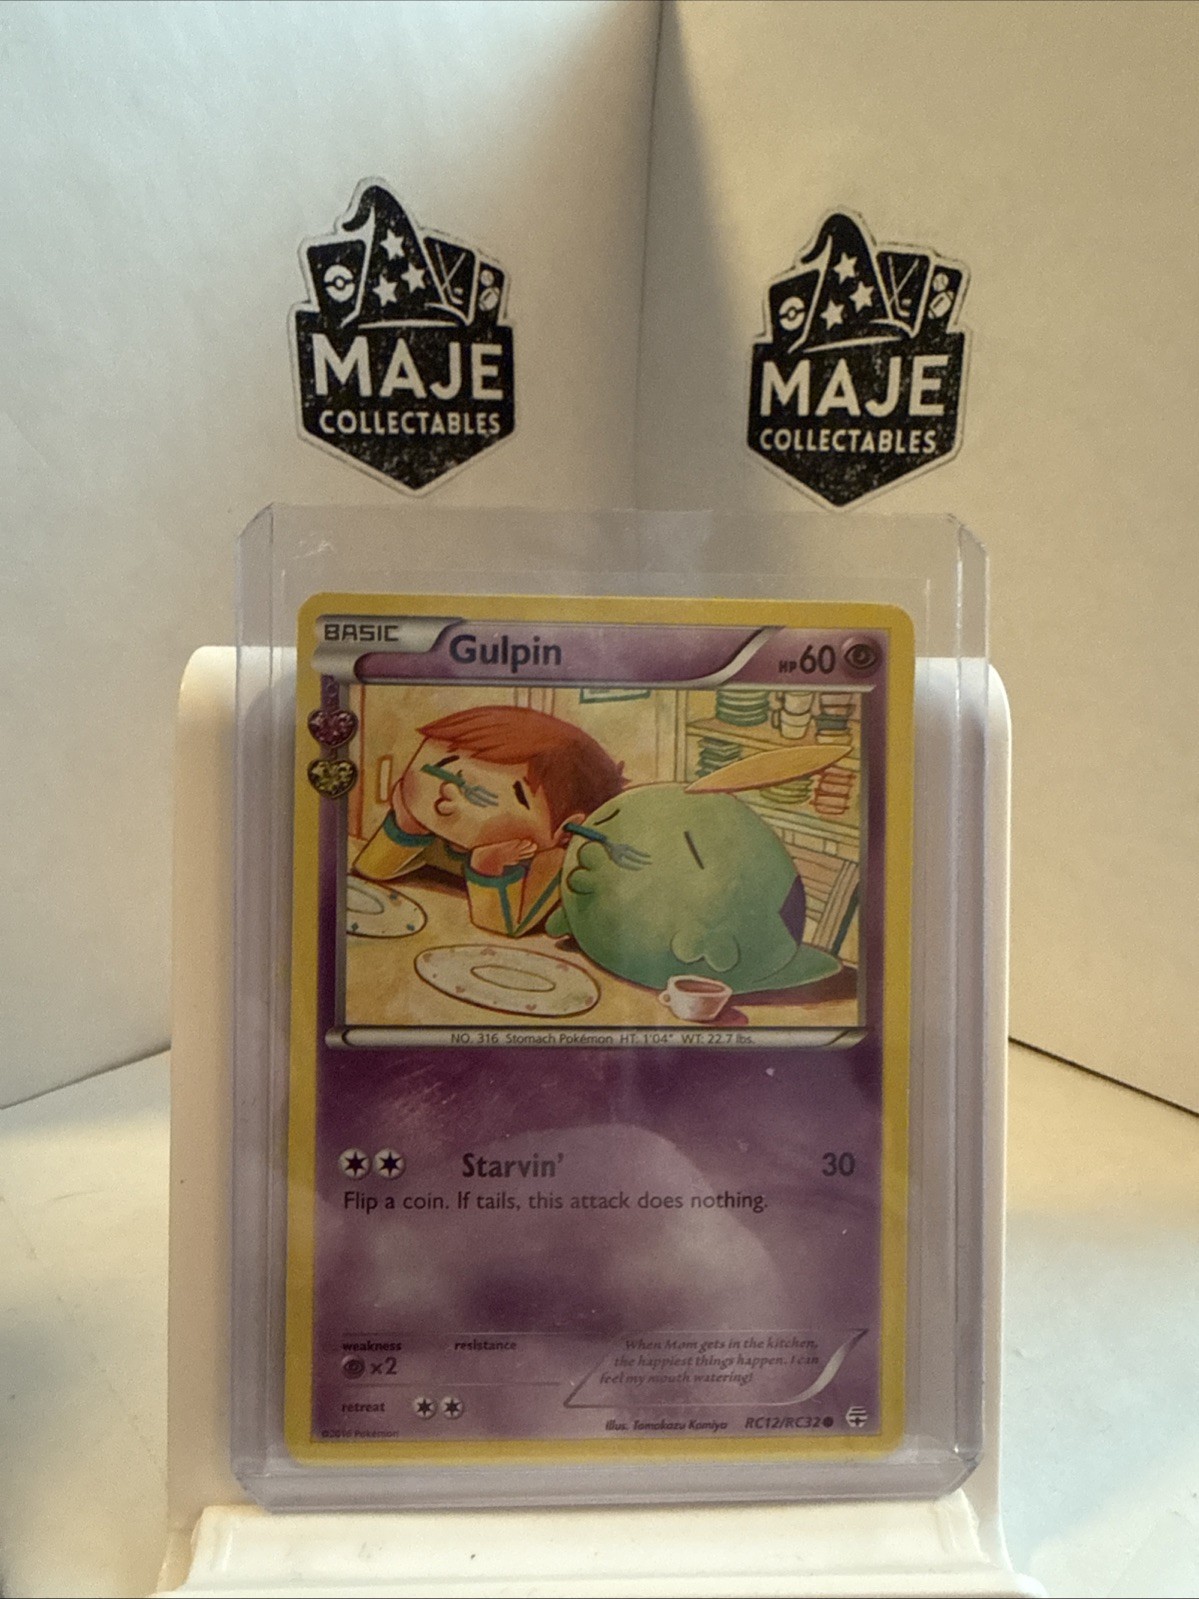 MAJE
COLLECTABLES
MAJE
COLLECTABLES
BASIC
Gulpin
HP60
NO. 316 Stomach Pokémon HT: 1'04" WT: 22.7 lbs.
Starvin' 30
Flip a coin. If tails, this attack does nothing.
weakness resistance
×2
When Mom gets in the kitchen,
the happiest things happen. I can
feel my mouth watering!
retreat
Illus. Tomokazu Komiya RC12/RC32
©2016 Pokémon